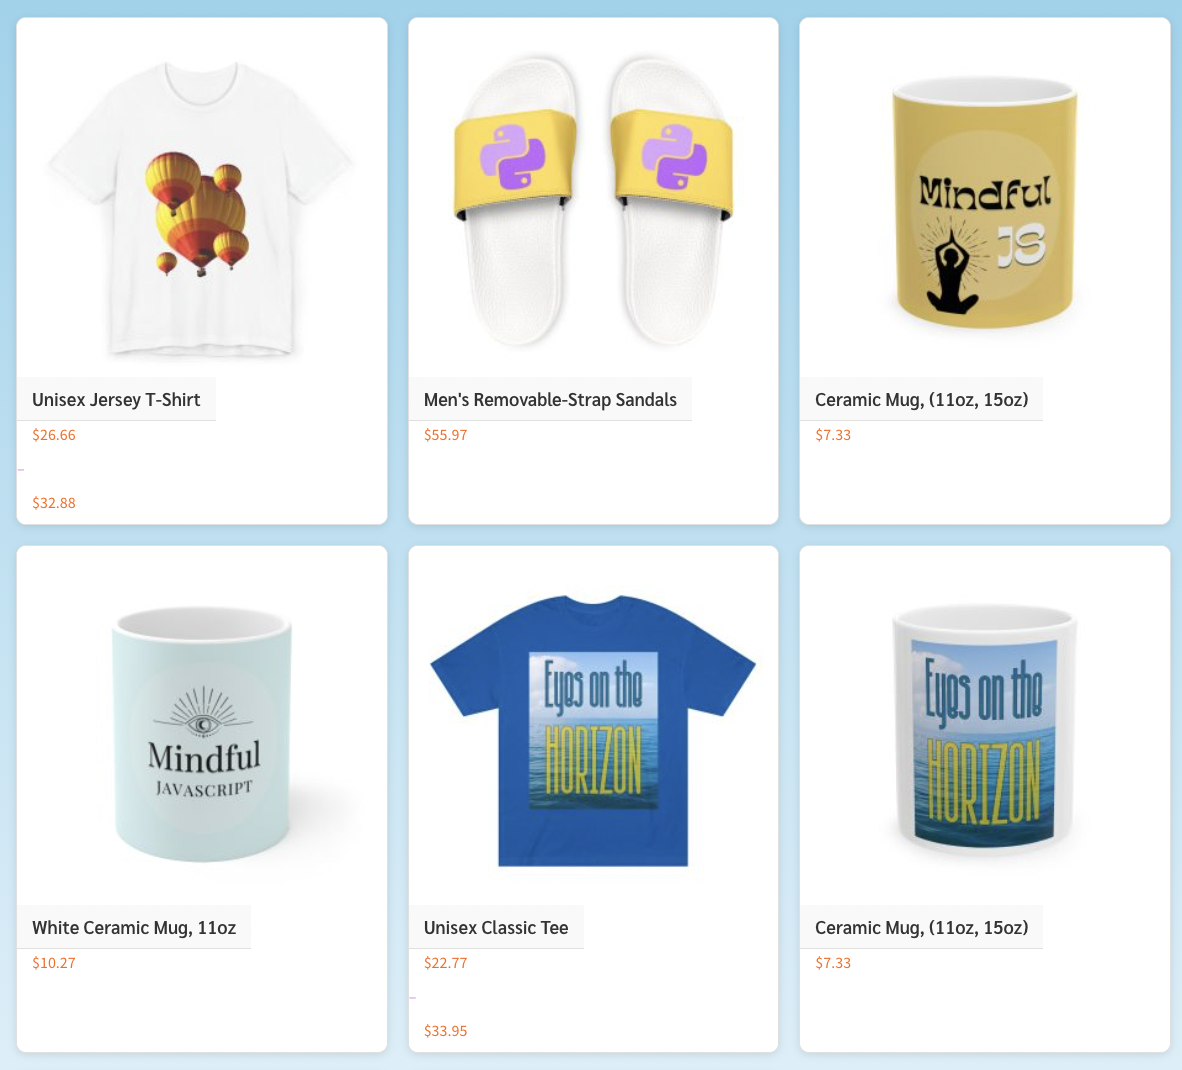 Mindful
JS
Unisex Jersey T-Shirt
$26.66
–
$32.88
Men's Removable-Strap Sandals
$55.97
Ceramic Mug, (11oz, 15oz)
$7.33
Mindful
JAVASCRIPT
Eyes on the
HORIZON
Eyes on the
HORIZON
White Ceramic Mug, 11oz
$10.27
Unisex Classic Tee
$22.77
–
$33.95
Ceramic Mug, (11oz, 15oz)
$7.33